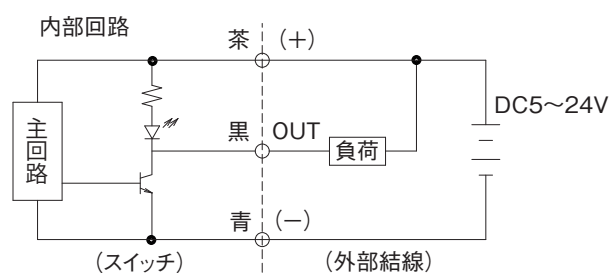 内部回路
茶 (+)
DC5〜24V
主回路
黒 OUT
負荷
青 (−)
(スイッチ)
(外部結線)